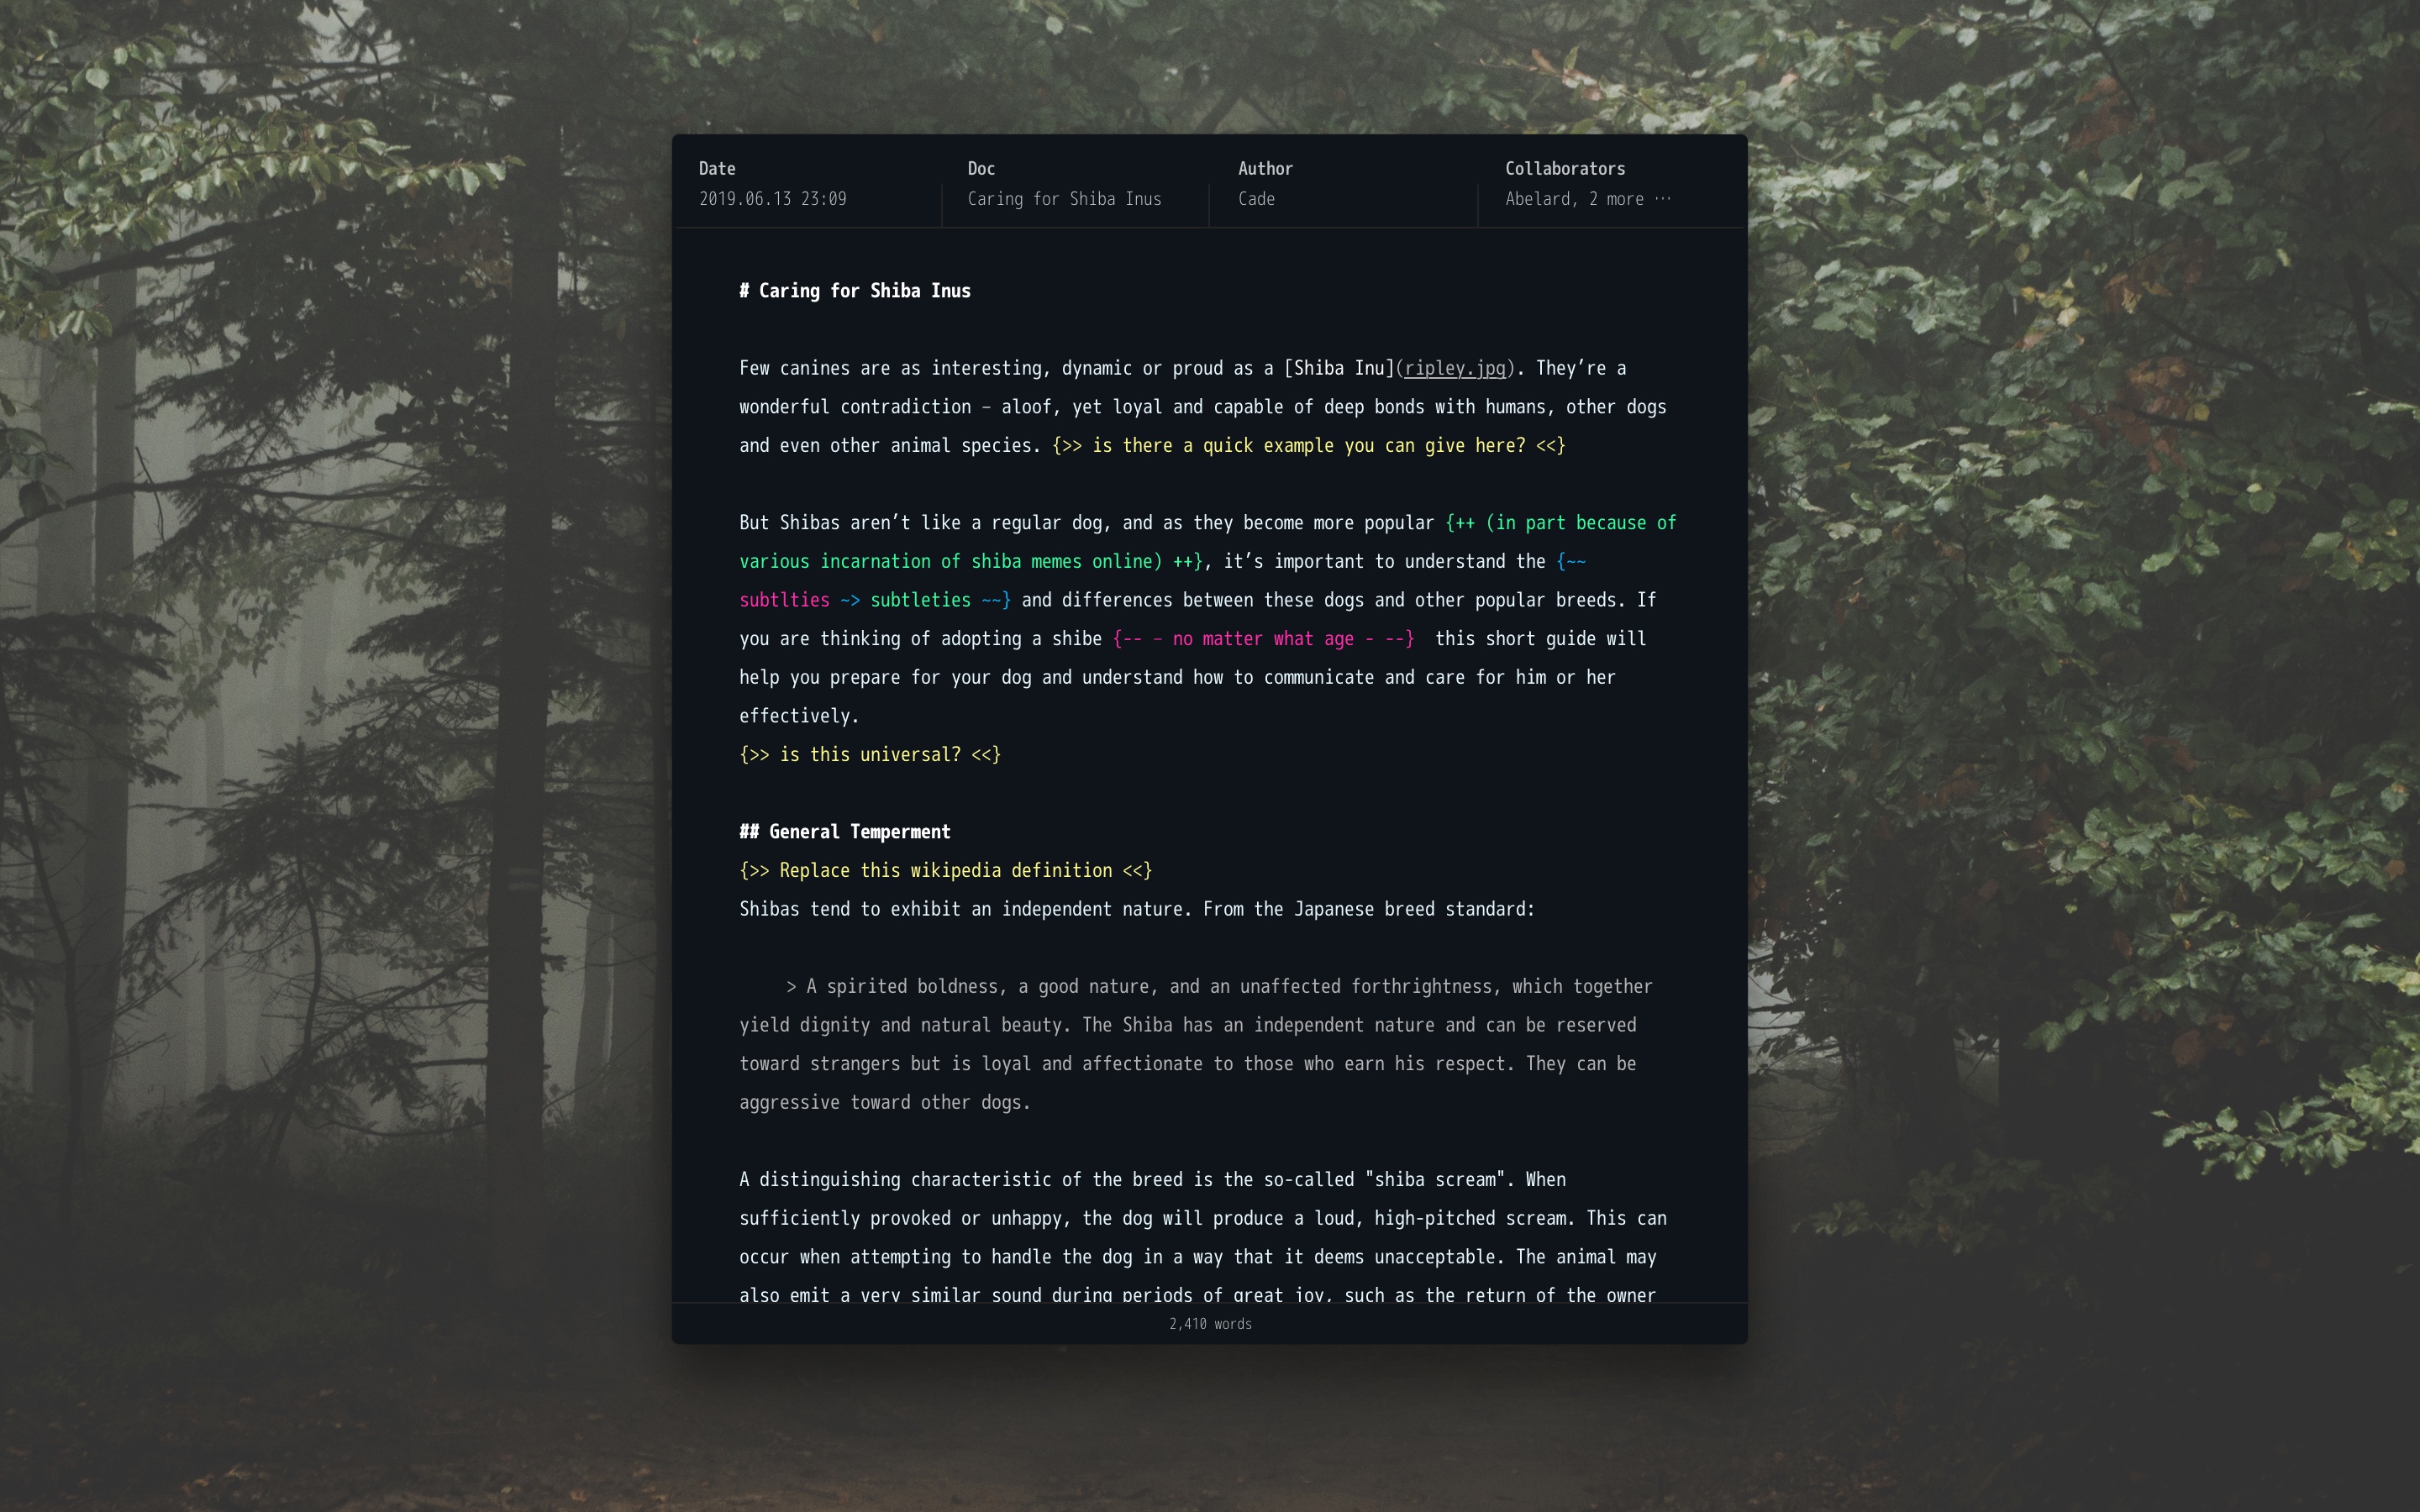 Date
Doc
Author
Collaborators
2019.06.13 23:09
Caring for Shiba Inus
Cade
Abelard, 2 more ···
# Caring for Shiba Inus
Few canines are as interesting, dynamic or proud as a [Shiba Inu](ripley.jpg). They’re a
wonderful contradiction – aloof, yet loyal and capable of deep bonds with humans, other dogs
and even other animal species. {>> is there a quick example you can give here? <<}
But Shibas aren’t like a regular dog, and as they become more popular {++ (in part because of
various incarnation of shiba memes online) ++}, it’s important to understand the {~~
subtlties ~> subtleties ~~} and differences between these dogs and other popular breeds. If
you are thinking of adopting a shibe {-- – no matter what age - --}  this short guide will
help you prepare for your dog and understand how to communicate and care for him or her
effectively.
{>> is this universal? <<}
## General Temperment
{>> Replace this wikipedia definition <<}
Shibas tend to exhibit an independent nature. From the Japanese breed standard:
> A spirited boldness, a good nature, and an unaffected forthrightness, which together
yield dignity and natural beauty. The Shiba has an independent nature and can be reserved
toward strangers but is loyal and affectionate to those who earn his respect. They can be
aggressive toward other dogs.
A distinguishing characteristic of the breed is the so-called "shiba scream". When
sufficiently provoked or unhappy, the dog will produce a loud, high-pitched scream. This can
occur when attempting to handle the dog in a way that it deems unacceptable. The animal may
also emit a very similar sound during periods of great joy, such as the return of the owner
2,410 words